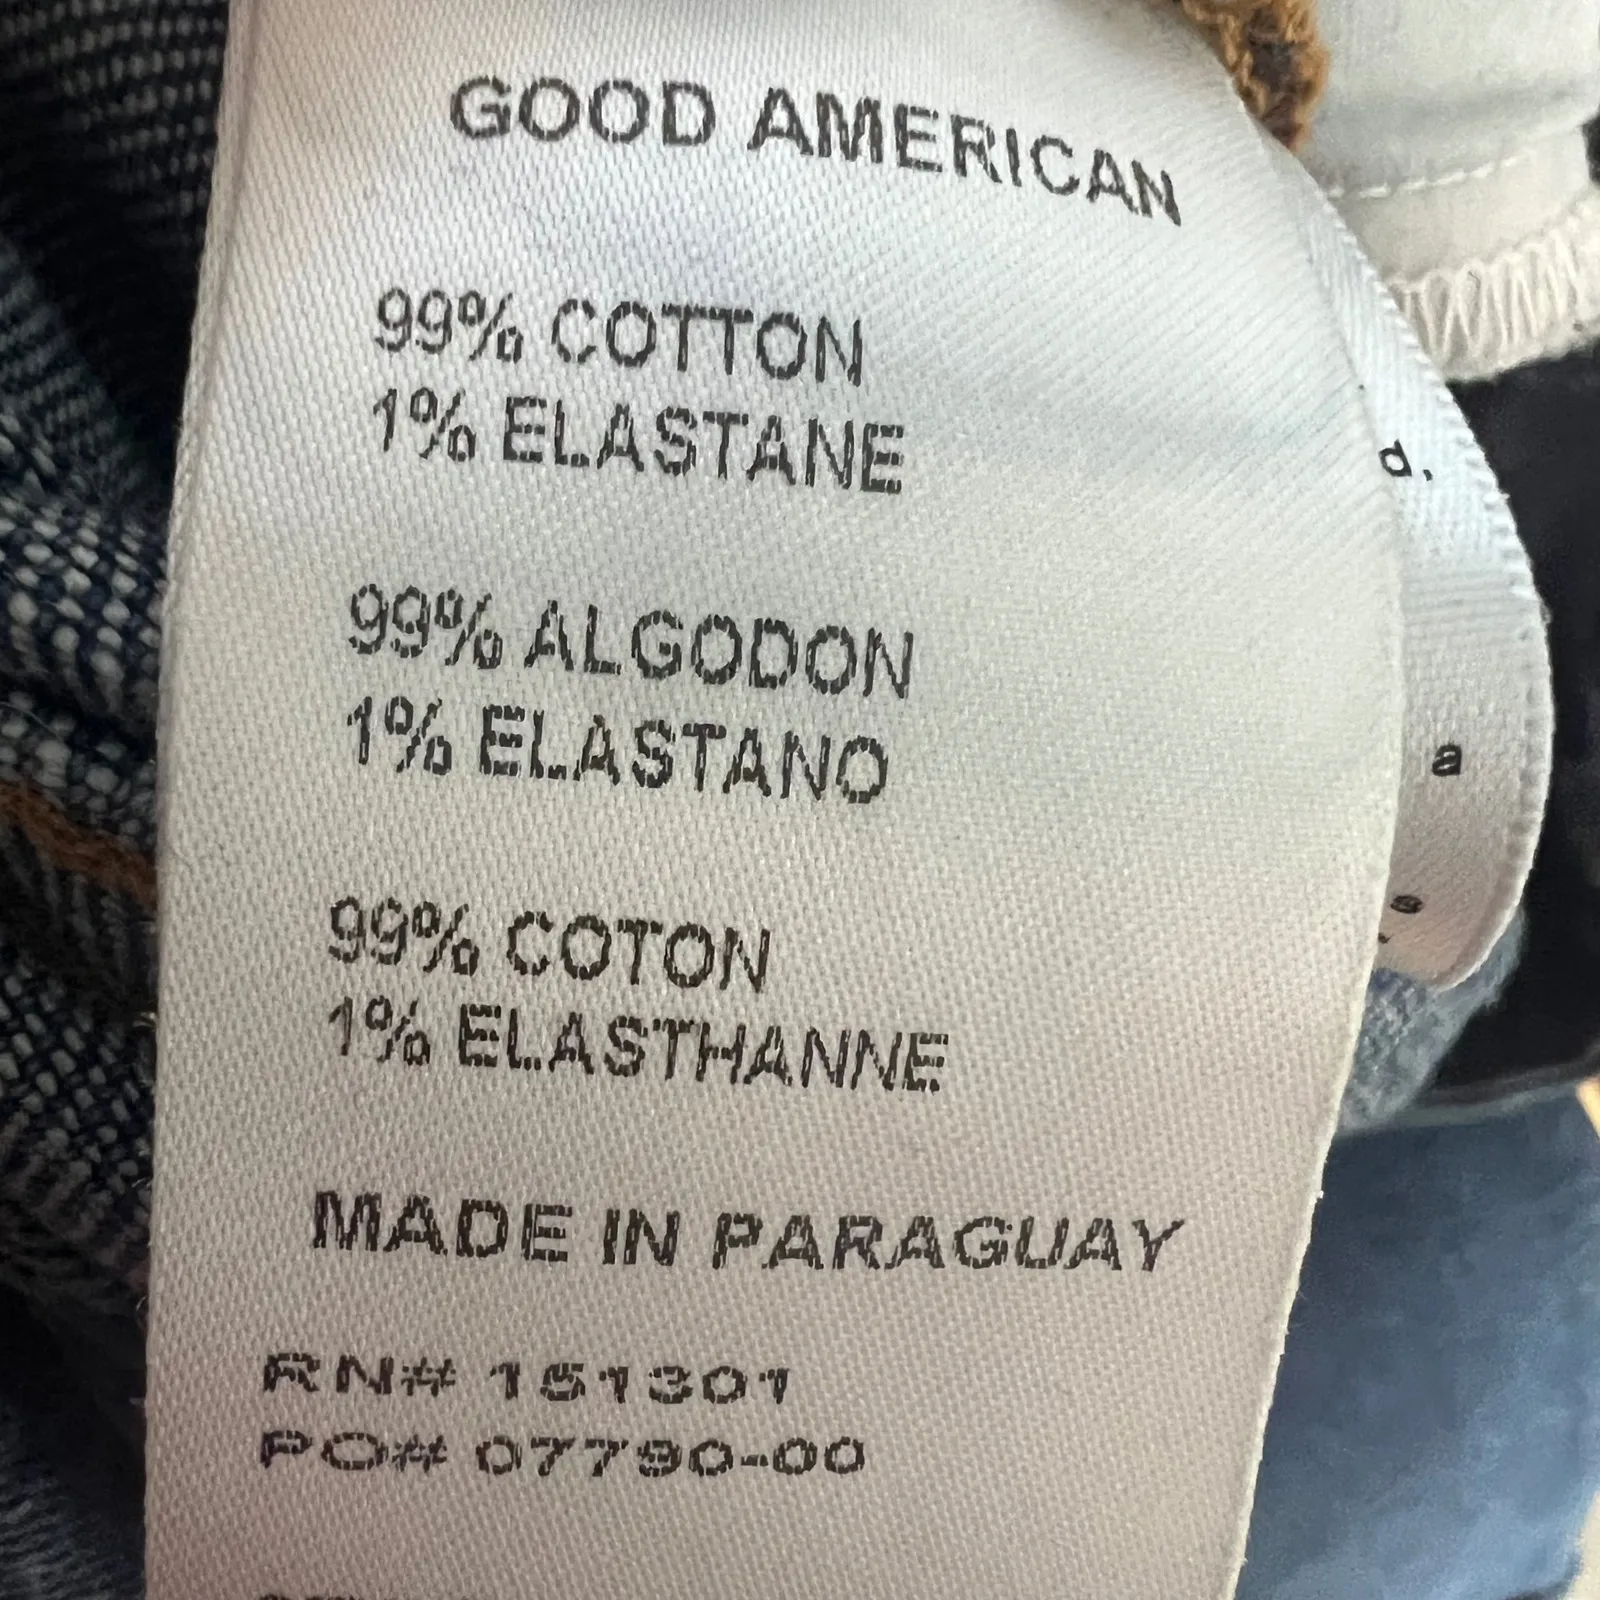 GOOD AMERICAN
99% COTTON
1% ELASTANE
99% ALGODON
1% ELASTANO
99% COTON
1% ELASTHANNE
MADE IN PARAGUAY
RN# 151301
PO# 07790-00
d.
a
s